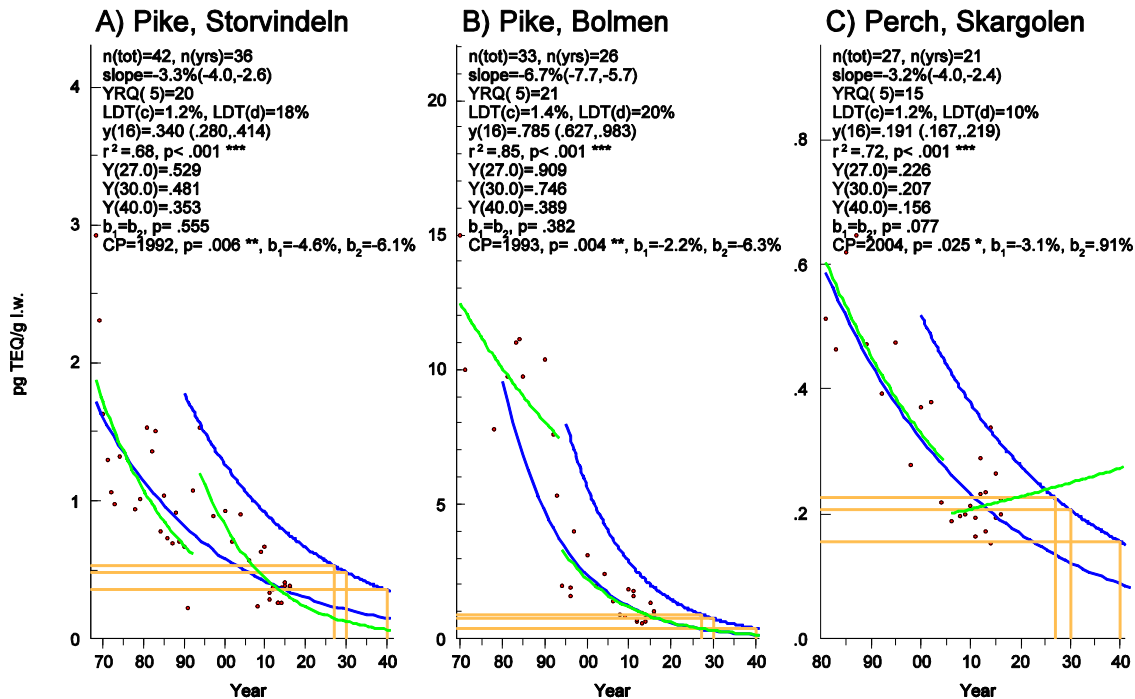 A) Pike, Storvindeln
n(tot)=42, n(yrs)=36
slope=-3.3%(-4.0,-2.6)
YRQ( 5)=20
LDT(c)=1.2%, LDT(d)=18%
y(16)=.340 (.280,.414)
r²=.68, p< .001 ***
Y(27.0)=.529
Y(30.0)=.481
Y(40.0)=.353
b₁=b₂, p= .555
CP=1992, p= .006 **, b₁=-4.6%, b₂=-6.1%
4
3
2
1
0
pg TEQ/g l.w.
70 80 90 00 10 20 30 40
Year
B) Pike, Bolmen
n(tot)=33, n(yrs)=26
slope=-6.7%(-7.7,-5.7)
YRQ( 5)=21
LDT(c)=1.4%, LDT(d)=20%
y(16)=.785 (.627,.983)
r²=.85, p< .001 ***
Y(27.0)=.909
Y(30.0)=.746
Y(40.0)=.389
b₁=b₂, p= .382
CP=1993, p= .004 **, b₁=-2.2%, b₂=-6.3%
20
15
10
5
0
70 80 90 00 10 20 30 40
Year
C) Perch, Skargolen
n(tot)=27, n(yrs)=21
slope=-3.2%(-4.0,-2.4)
YRQ( 5)=15
LDT(c)=1.2%, LDT(d)=10%
y(16)=.191 (.167,.219)
r²=.72, p< .001 ***
Y(27.0)=.226
Y(30.0)=.207
Y(40.0)=.156
b₁=b₂, p= .077
CP=2004, p= .025 *, b₁=-3.1%, b₂=.91%
.8
.6
.4
.2
.0
80 90 00 10 20 30 40
Year